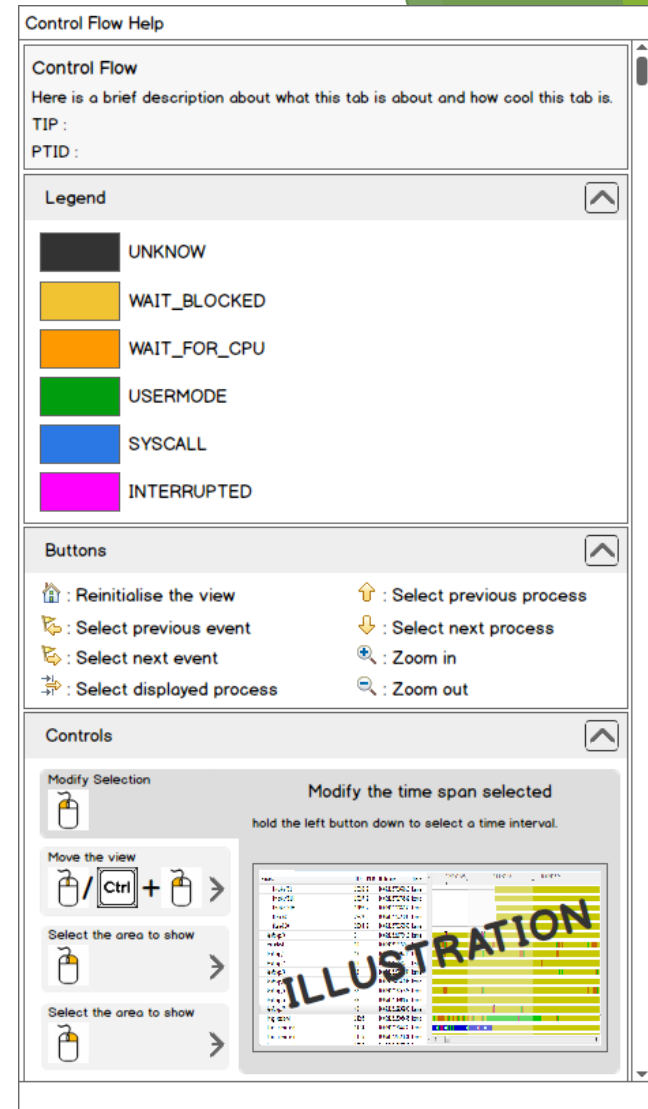 Control Flow Help
Control Flow
Here is a brief description about what this tab is about and how cool this tab is.
TIP :
PTID :
Legend
UNKNOW
WAIT_BLOCKED
WAIT_FOR_CPU
USERMODE
SYSCALL
INTERRUPTED
Buttons
: Reinitialise the view
: Select previous process
: Select previous event
: Select next process
: Select next event
: Zoom in
: Select displayed process
: Zoom out
Controls
Modify Selection
Modify the time span selected
hold the left button down to select a time interval.
Move the view
/ Ctrl +
Select the area to show
Select the area to show
ILLUSTRATION